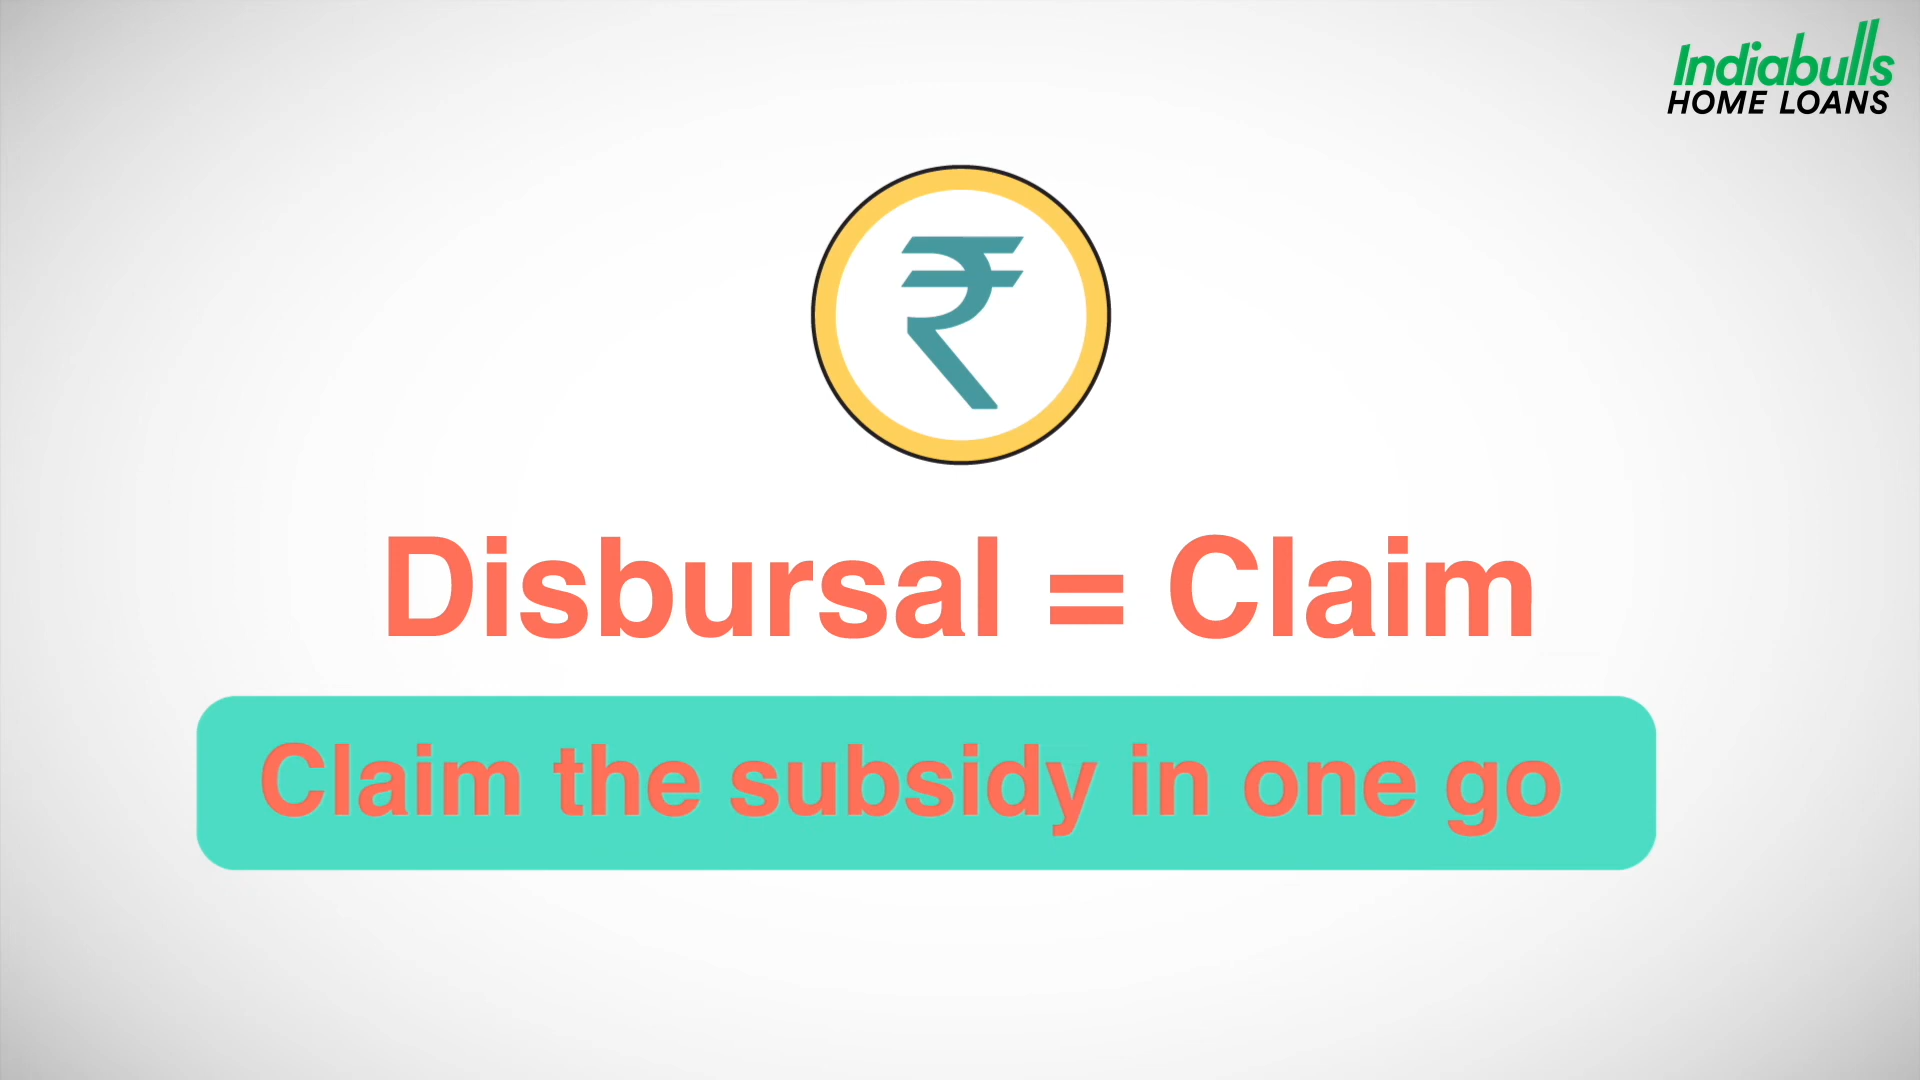 Indiabulls
HOME LOANS
₹
Disbursal = Claim
Claim the subsidy in one go